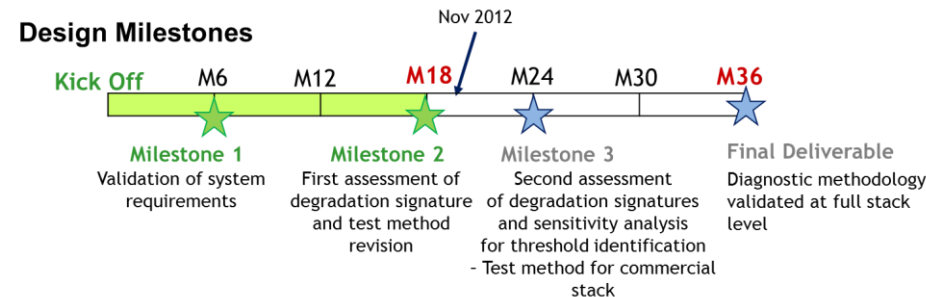 Nov 2012
Design Milestones
Kick Off M6 M12 M18 M24 M30 M36
Milestone 1
Validation of system
requirements
Milestone 2
First assessment of
degradation signature
and test method
revision
Milestone 3
Second assessment
of degradation signatures
and sensitivity analysis
for threshold identification
- Test method for commercial
stack
Final Deliverable
Diagnostic methodology
validated at full stack
level